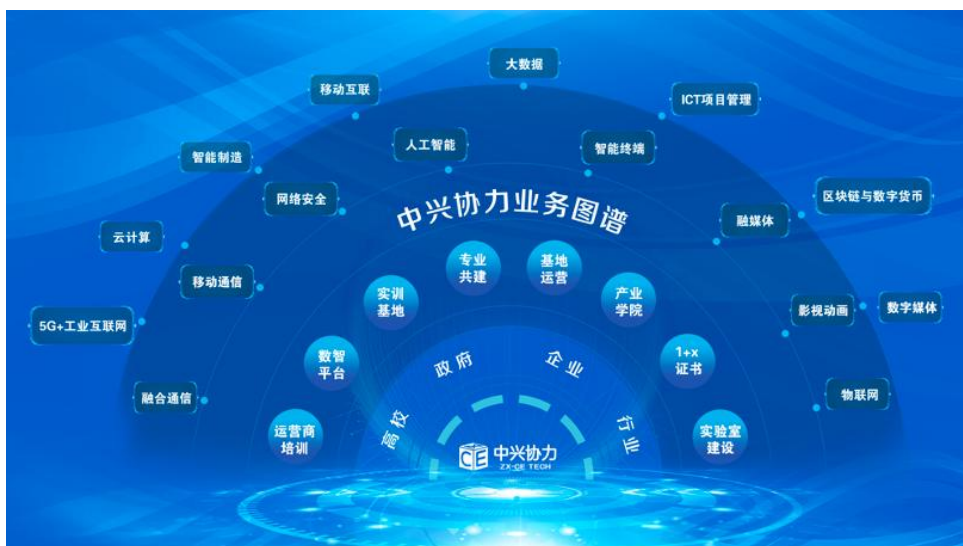 大数据
移动互联
ICT项目管理
人工智能
智能终端
智能制造
网络安全
区块链与数字货币
中兴协力业务图谱
融媒体
云计算
专业
共建
基地
运营
移动通信
实训
基地
产业
学院
5G+工业互联网
影视动画
数字媒体
数智
平台
政府
企业
1+x
证书
融合通信
物联网
运营商
培训
高校
行业
实验室
建设
CE
中兴协力
ZX-CE TECH